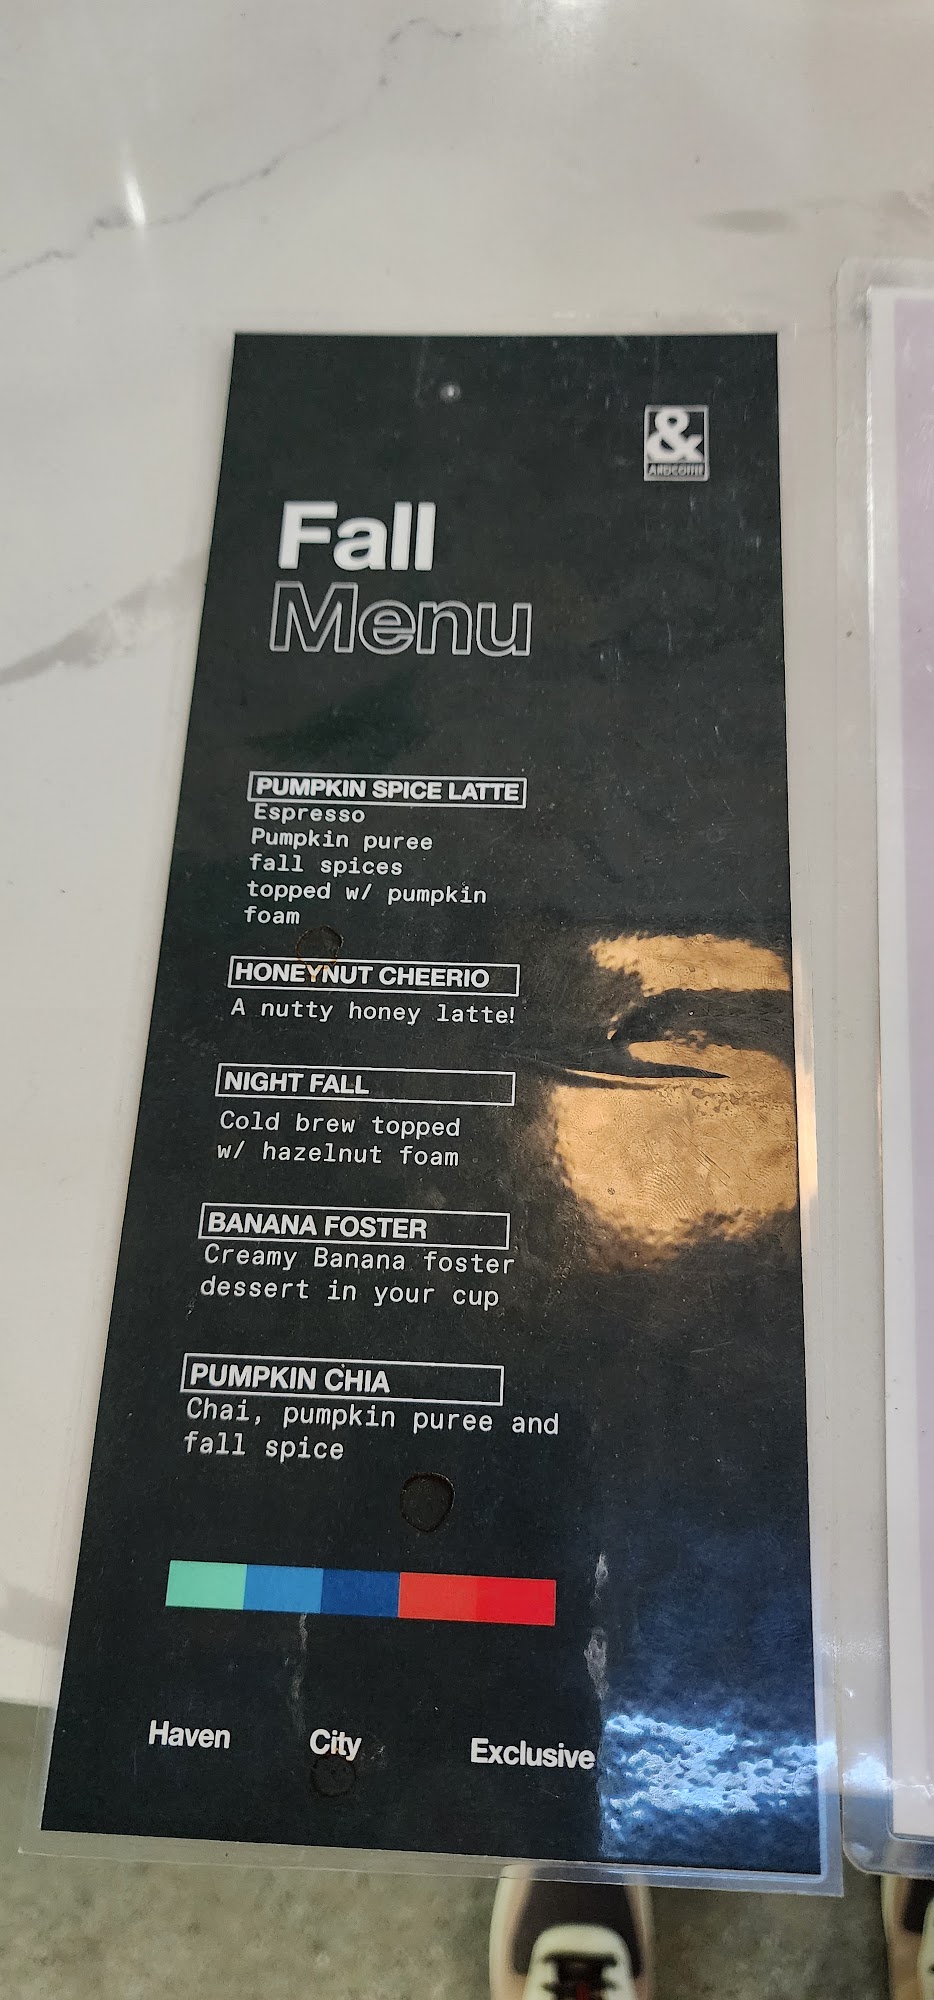 &
ANDCOFFEE
Fall
Menu
PUMPKIN SPICE LATTE
Espresso
Pumpkin puree
fall spices
topped w/ pumpkin
foam
HONEYNUT CHEERIO
A nutty honey latte!
NIGHT FALL
Cold brew topped
w/ hazelnut foam
BANANA FOSTER
Creamy Banana foster
dessert in your cup
PUMPKIN CHIA
Chai, pumpkin puree and
fall spice
Haven City Exclusive